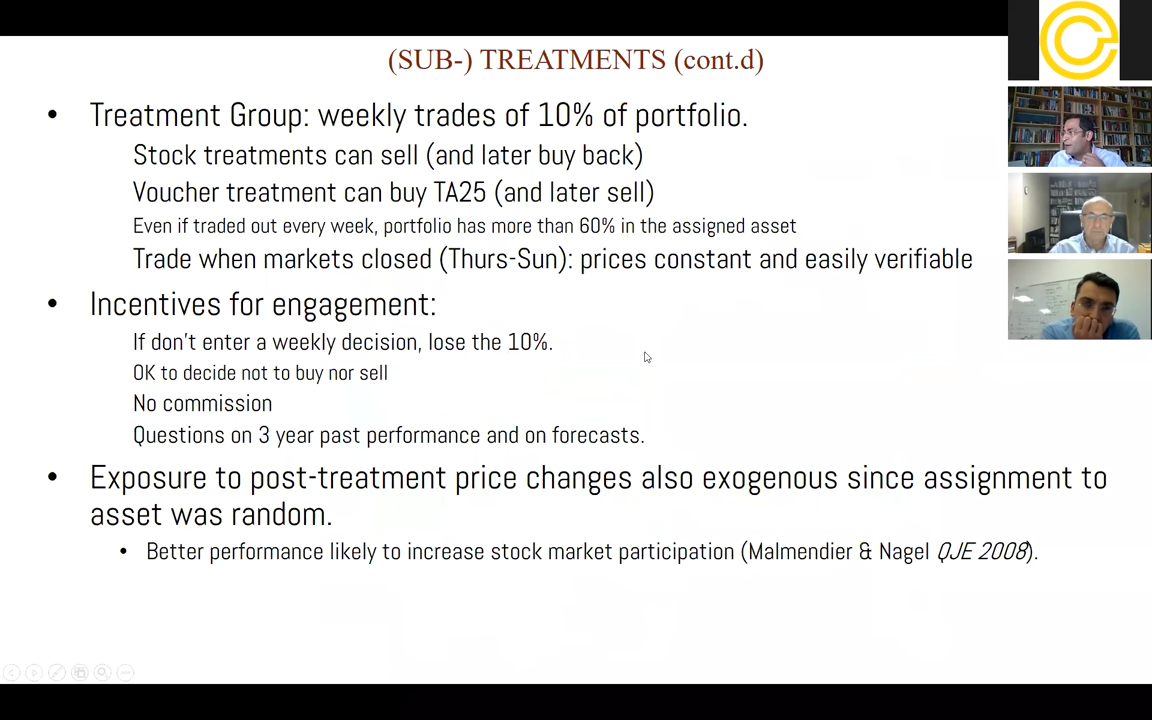 (SUB-) TREATMENTS (cont.d)
• Treatment Group: weekly trades of 10% of portfolio.
Stock treatments can sell (and later buy back)
Voucher treatment can buy TA25 (and later sell)
Even if traded out every week, portfolio has more than 60% in the assigned asset
Trade when markets closed (Thurs-Sun): prices constant and easily verifiable
• Incentives for engagement:
If don't enter a weekly decision, lose the 10%.
OK to decide not to buy nor sell
No commission
Questions on 3 year past performance and on forecasts.
• Exposure to post-treatment price changes also exogenous since assignment to
asset was random.
• Better performance likely to increase stock market participation (Malmendier & Nagel QJE 2008).